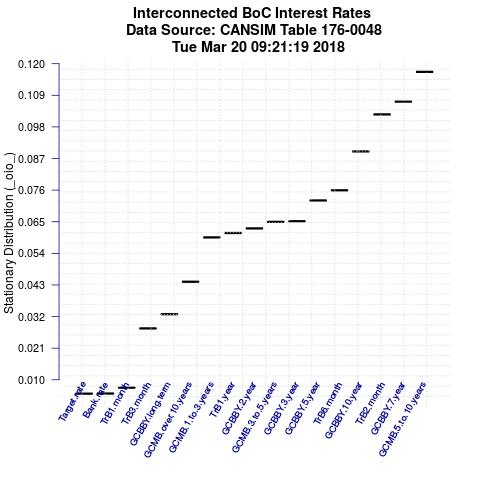 Interconnected BoC Interest Rates
Data Source: CANSIM Table 176-0048
Tue Mar 20 09:21:19 2018
Stationary Distribution (_oio_)
0.120
0.109
0.098
0.087
0.076
0.065
0.054
0.043
0.032
0.021
0.010
Target.rate
Bank.rate
TrB1.month
TrB3.month
GCBBY.long.term
GCMB.over.10.years
GCMB.1.to.3.years
TrB1.year
GCBBY.2.year
GCMB.3.to.5.years
GCBBY.3.year
GCBBY.5.year
TrB6.month
GCBBY.10.year
TrB2.month
GCBBY.7.year
GCMB.5.to.10.years